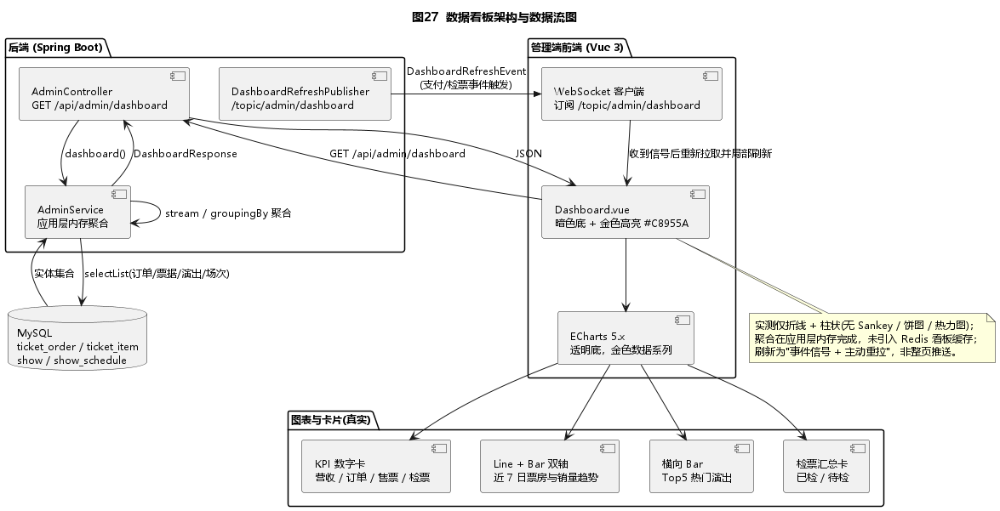 图27 数据看板架构与数据流图
后端 (Spring Boot)
AdminController
GET /api/admin/dashboard
DashboardRefreshPublisher
/topic/admin/dashboard
DashboardRefreshEvent
(支付/检票事件触发)
管理端前端 (Vue 3)
WebSocket 客户端
订阅 /topic/admin/dashboard
dashboard()
DashboardResponse
GET /api/admin/dashboard
JSON
收到信号后重新拉取并局部刷新
AdminService
应用层内存聚合
stream / groupingBy 聚合
Dashboard.vue
暗色底 + 金色高亮 #C8955A
实体集合
selectList(订单/票据/演出/场次)
MySQL
ticket_order / ticket_item
show / show_schedule
ECharts 5.x
透明底，金色数据系列
实测仅折线 + 柱状(无 Sankey / 饼图 / 热力图)；
聚合在应用层内存完成，未引入 Redis 看板缓存；
刷新为"事件信号 + 主动重拉"，非整页推送。
图表与卡片(真实)
KPI 数字卡
营收 / 订单 / 售票 / 检票
Line + Bar 双轴
近 7 日票房与销量趋势
横向 Bar
Top5 热门演出
检票汇总卡
已检 / 待检